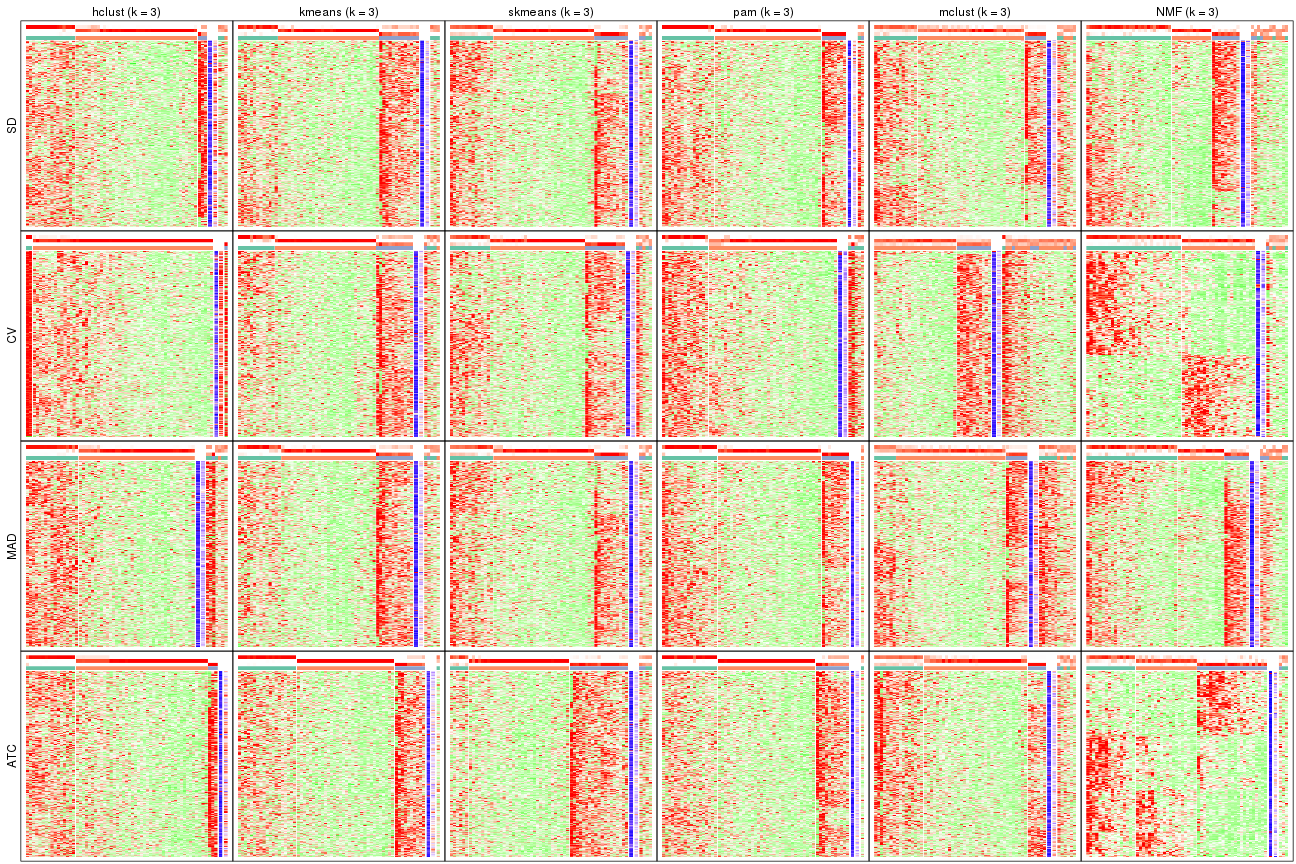 hclust (k = 3) kmeans (k = 3) skmeans (k = 3) pam (k = 3) mclust (k = 3) NMF (k = 3)
SD
CV
MAD
ATC